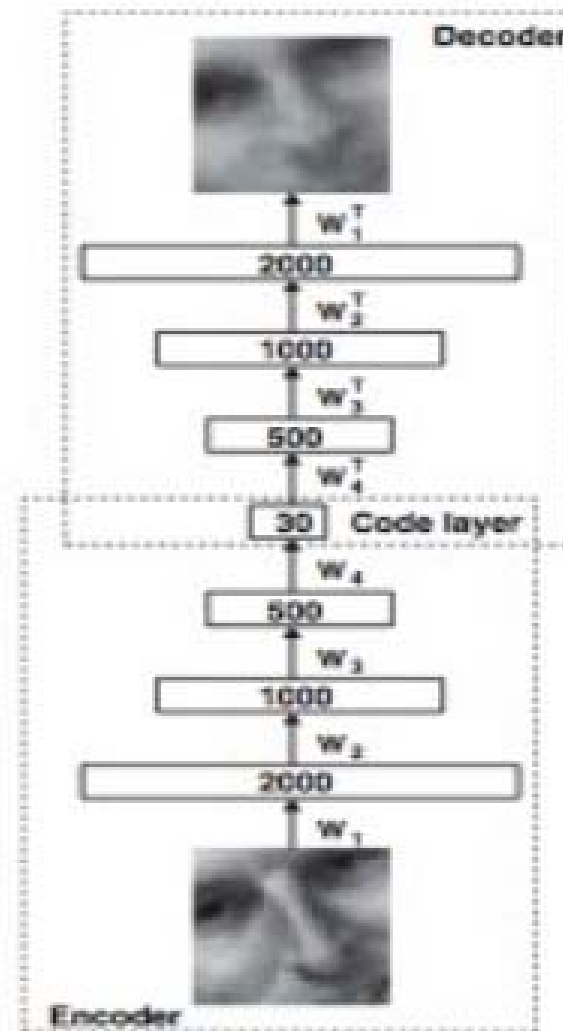 Decoder
W₁ᵀ
2000
W₂ᵀ
1000
W₃ᵀ
500
W₄ᵀ
30 Code layer
W₄
500
W₃
1000
W₂
2000
W₁
Encoder